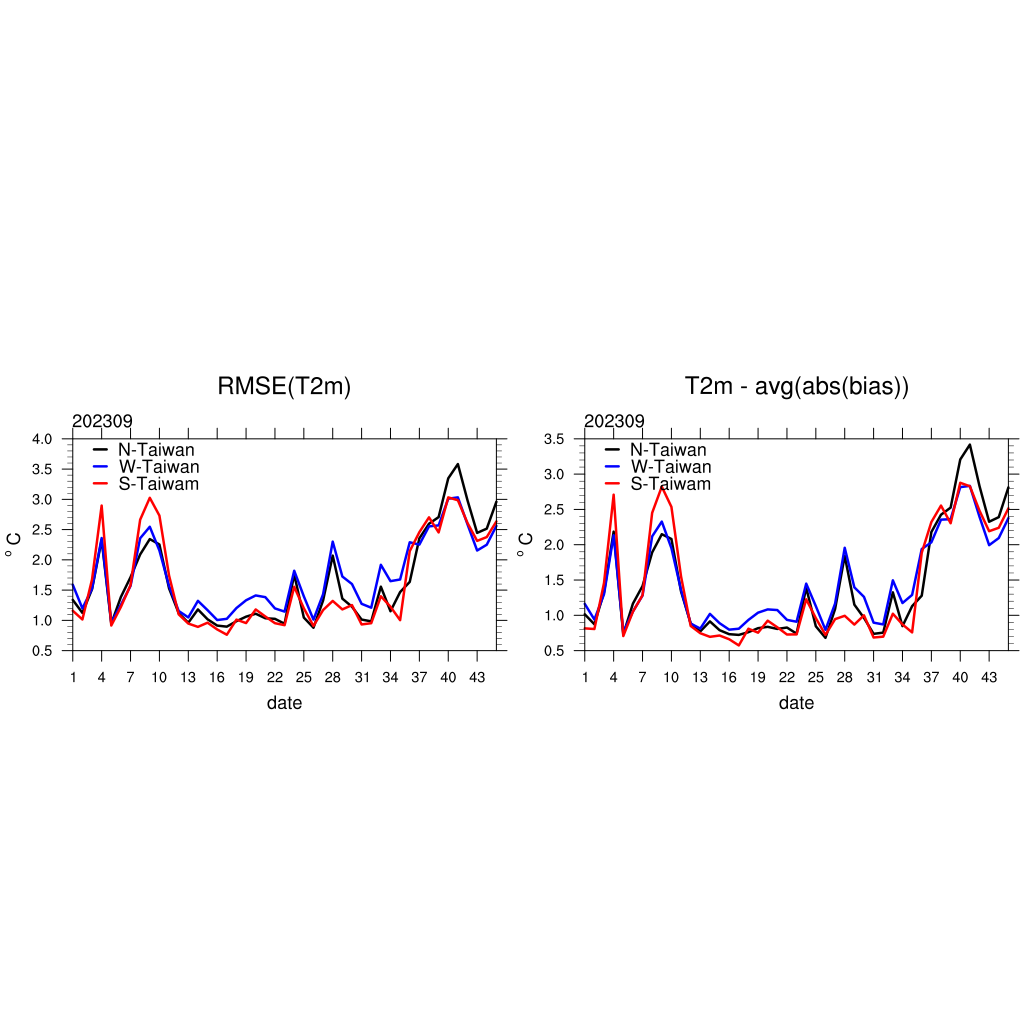 RMSE(T2m)
202309
N-Taiwan
W-Taiwan
S-Taiwam
4.0
3.5
3.0
2.5
2.0
1.5
1.0
0.5
° C
1 4 7 10 13 16 19 22 25 28 31 34 37 40 43
date
T2m - avg(abs(bias))
202309
N-Taiwan
W-Taiwan
S-Taiwam
3.5
3.0
2.5
2.0
1.5
1.0
0.5
° C
1 4 7 10 13 16 19 22 25 28 31 34 37 40 43
date